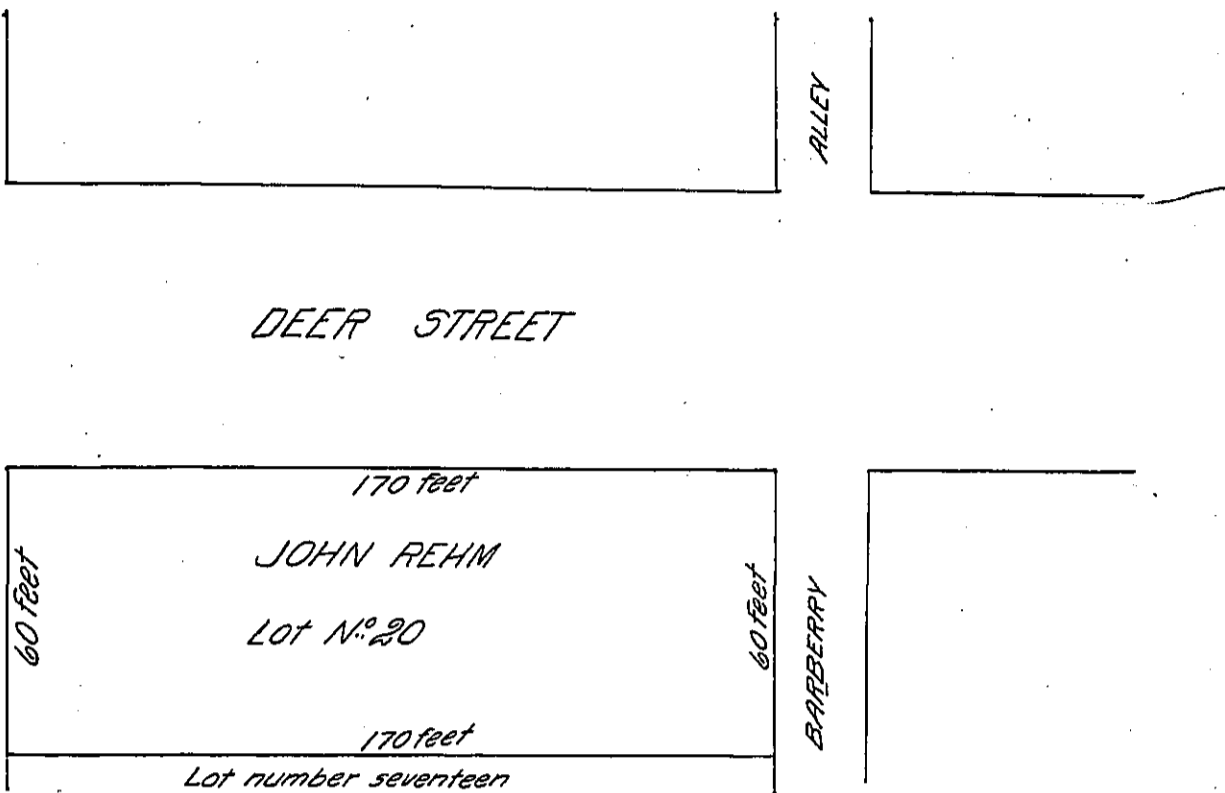 ALLEY
DEER STREET
170 feet
JOHN REHM
60 feet
Lot No. 20
60 feet
BARBERRY
170 feet
Lot number seventeen